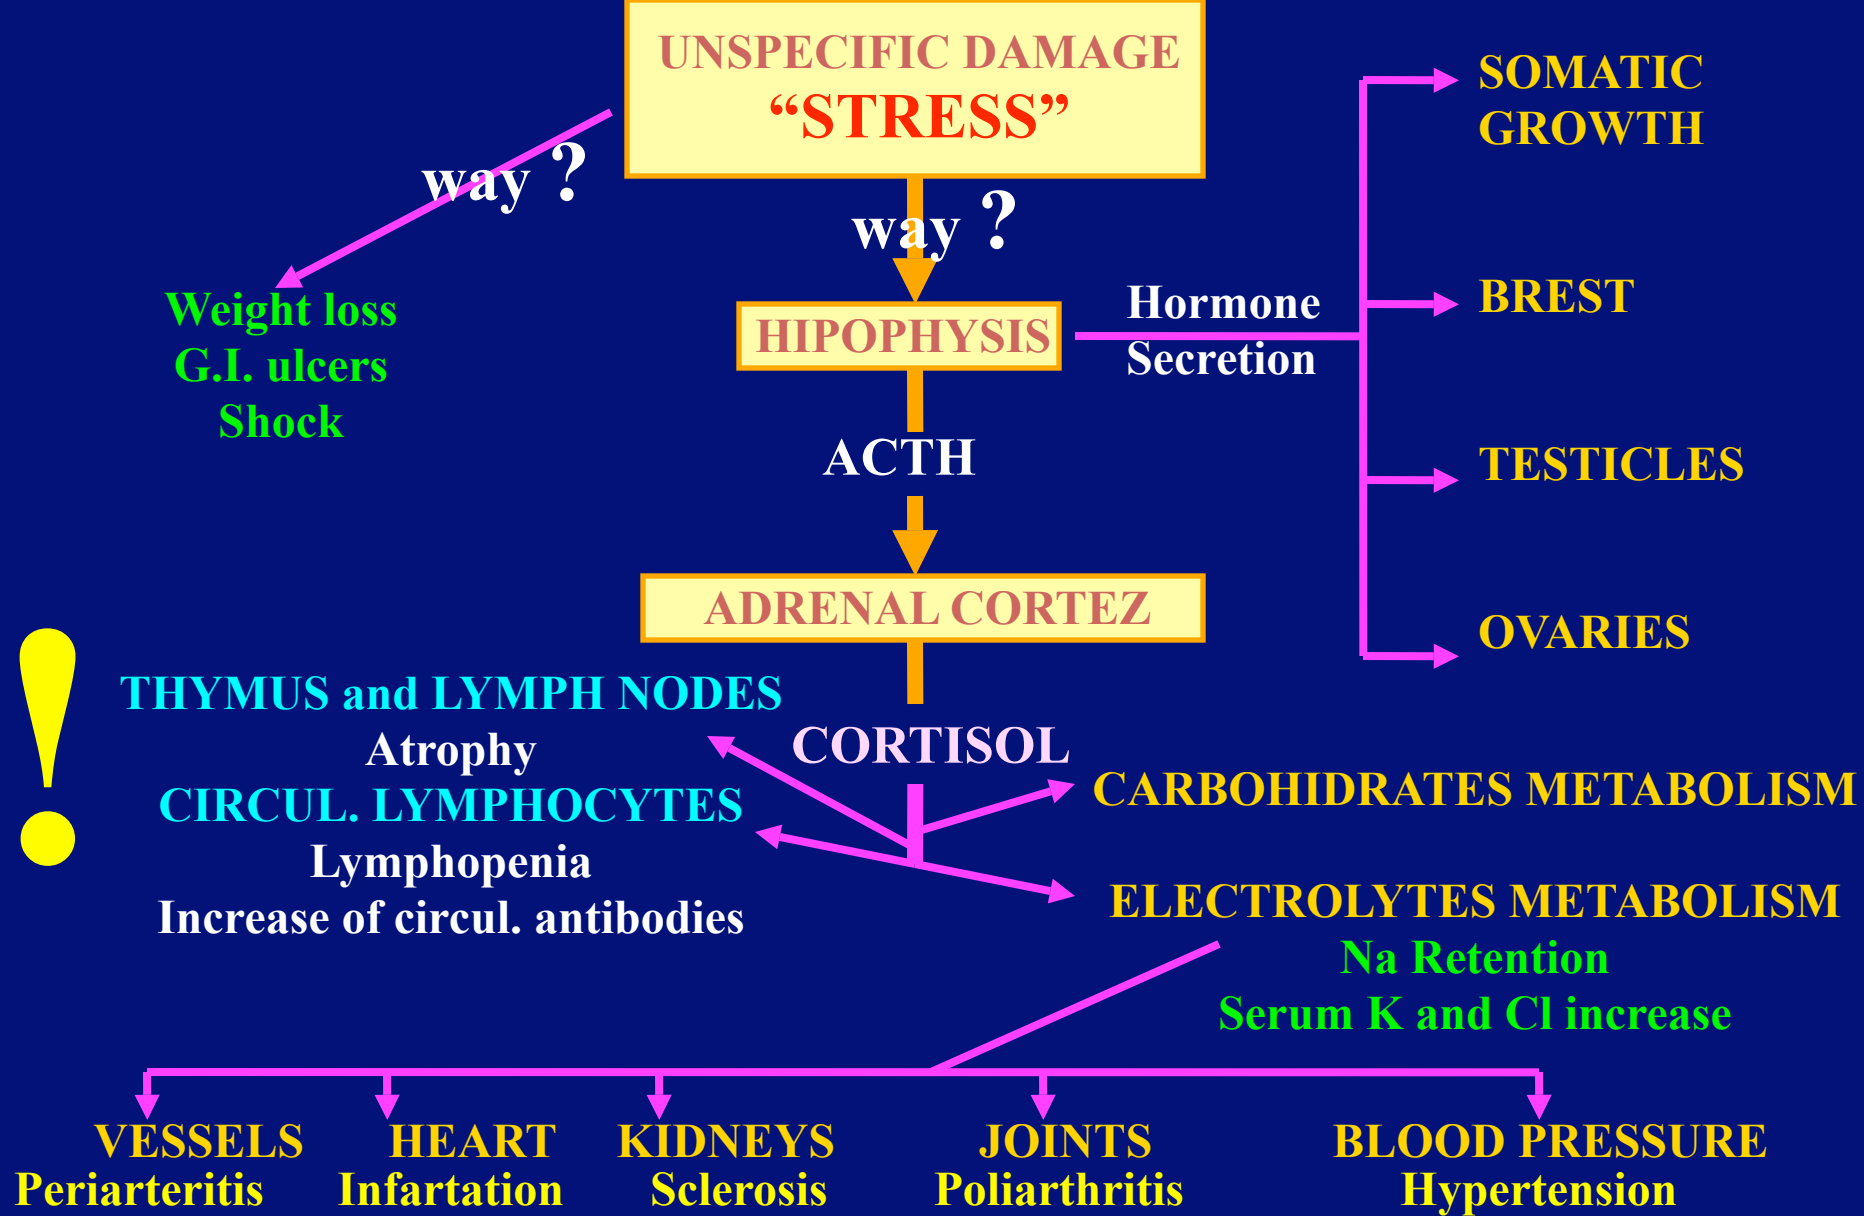 UNSPECIFIC DAMAGE
“STRESS”
way ?
way ?
Weight loss
G.I. ulcers
Shock
HIPOPHYSIS
Hormone
Secretion
SOMATIC
GROWTH
BREST
TESTICLES
OVARIES
ACTH
ADRENAL CORTEZ
!
THYMUS and LYMPH NODES
Atrophy
CIRCUL. LYMPHOCYTES
Lymphopenia
Increase of circul. antibodies
CORTISOL
CARBOHIDRATES METABOLISM
ELECTROLYTES METABOLISM
Na Retention
Serum K and Cl increase
VESSELS
Periarteritis
HEART
Infartation
KIDNEYS
Sclerosis
JOINTS
Poliarthritis
BLOOD PRESSURE
Hypertension